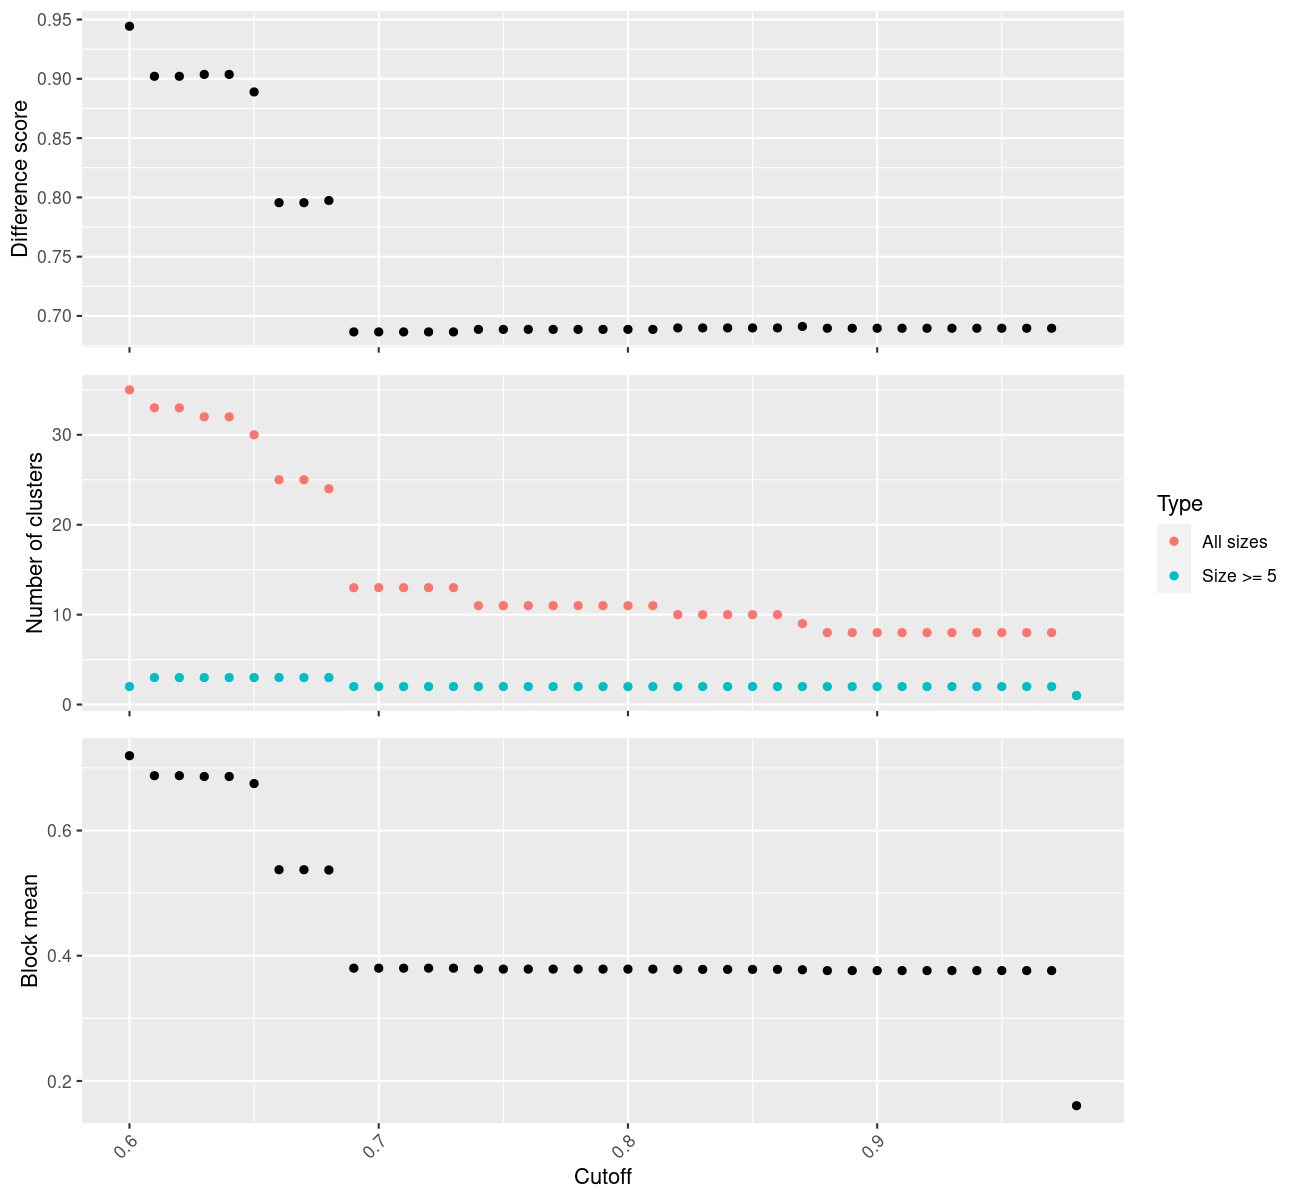 Difference score
0.95
0.90
0.85
0.80
0.75
0.70
Number of clusters
30
20
10
0
Type
All sizes
Size >= 5
Block mean
0.6
0.4
0.2
0.6 0.7 0.8 0.9
Cutoff